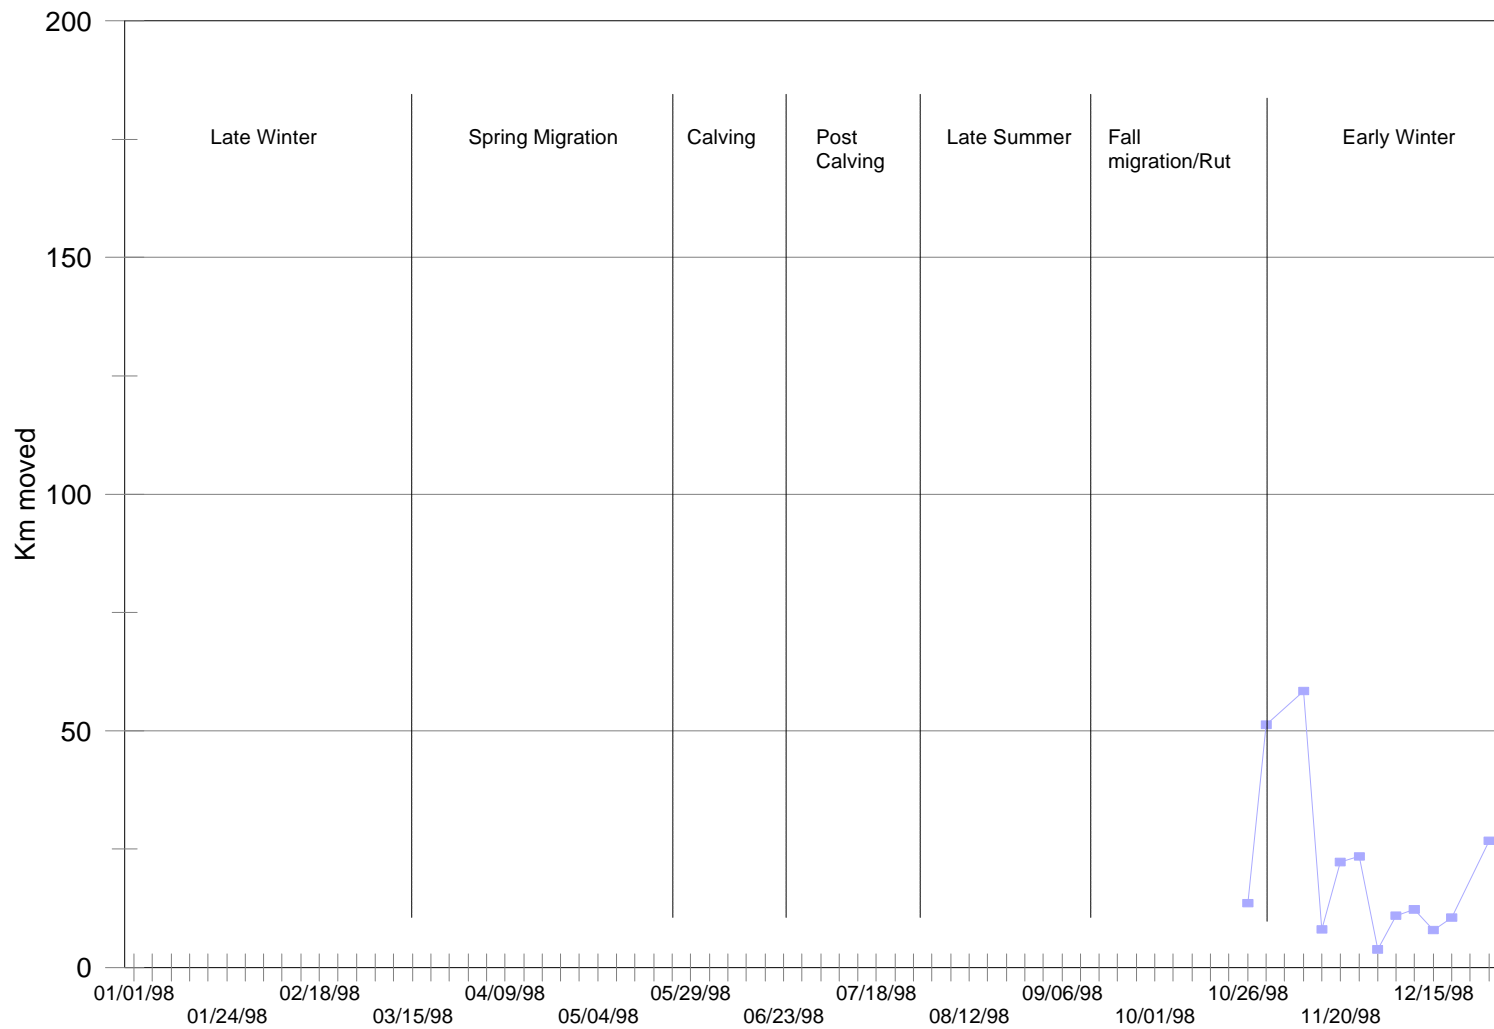 200
Late Winter
Spring Migration
Calving
Post
Calving
Late Summer
Fall
migration/Rut
Early Winter
150
Km moved
100
50
0
01/01/98
02/18/98
04/09/98
05/29/98
07/18/98
09/06/98
10/26/98
12/15/98
01/24/98
03/15/98
05/04/98
06/23/98
08/12/98
10/01/98
11/20/98